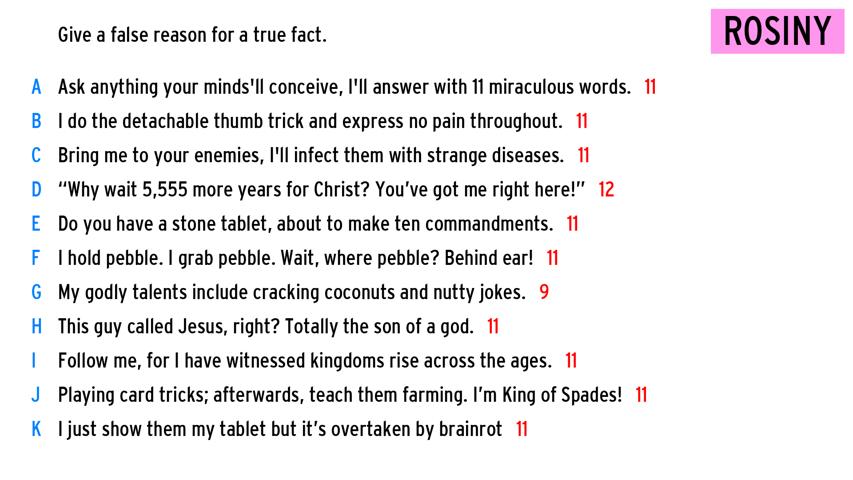 Give a false reason for a true fact.
ROSINY
A Ask anything your minds'll conceive, I'll answer with 11 miraculous words. 11
B I do the detachable thumb trick and express no pain throughout. 11
C Bring me to your enemies, I'll infect them with strange diseases. 11
D “Why wait 5,555 more years for Christ? You’ve got me right here!” 12
E Do you have a stone tablet, about to make ten commandments. 11
F I hold pebble. I grab pebble. Wait, where pebble? Behind ear! 11
G My godly talents include cracking coconuts and nutty jokes. 9
H This guy called Jesus, right? Totally the son of a god. 11
I Follow me, for I have witnessed kingdoms rise across the ages. 11
J Playing card tricks; afterwards, teach them farming. I’m King of Spades! 11
K I just show them my tablet but it’s overtaken by brainrot 11